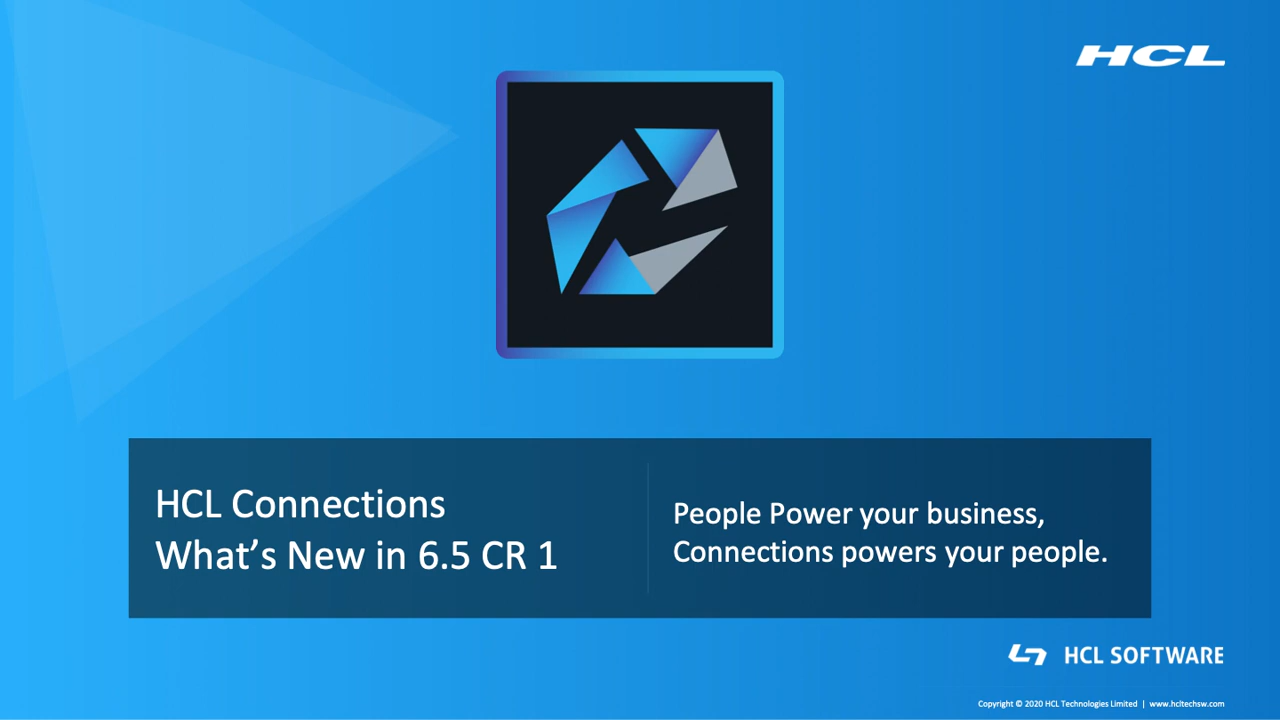 HCL
HCL Connections
What's New in 6.5 CR 1
People Power your business,
Connections powers your people.
HCL SOFTWARE
Copyright © 2020 HCL Technologies Limited | www.hcltechsw.com